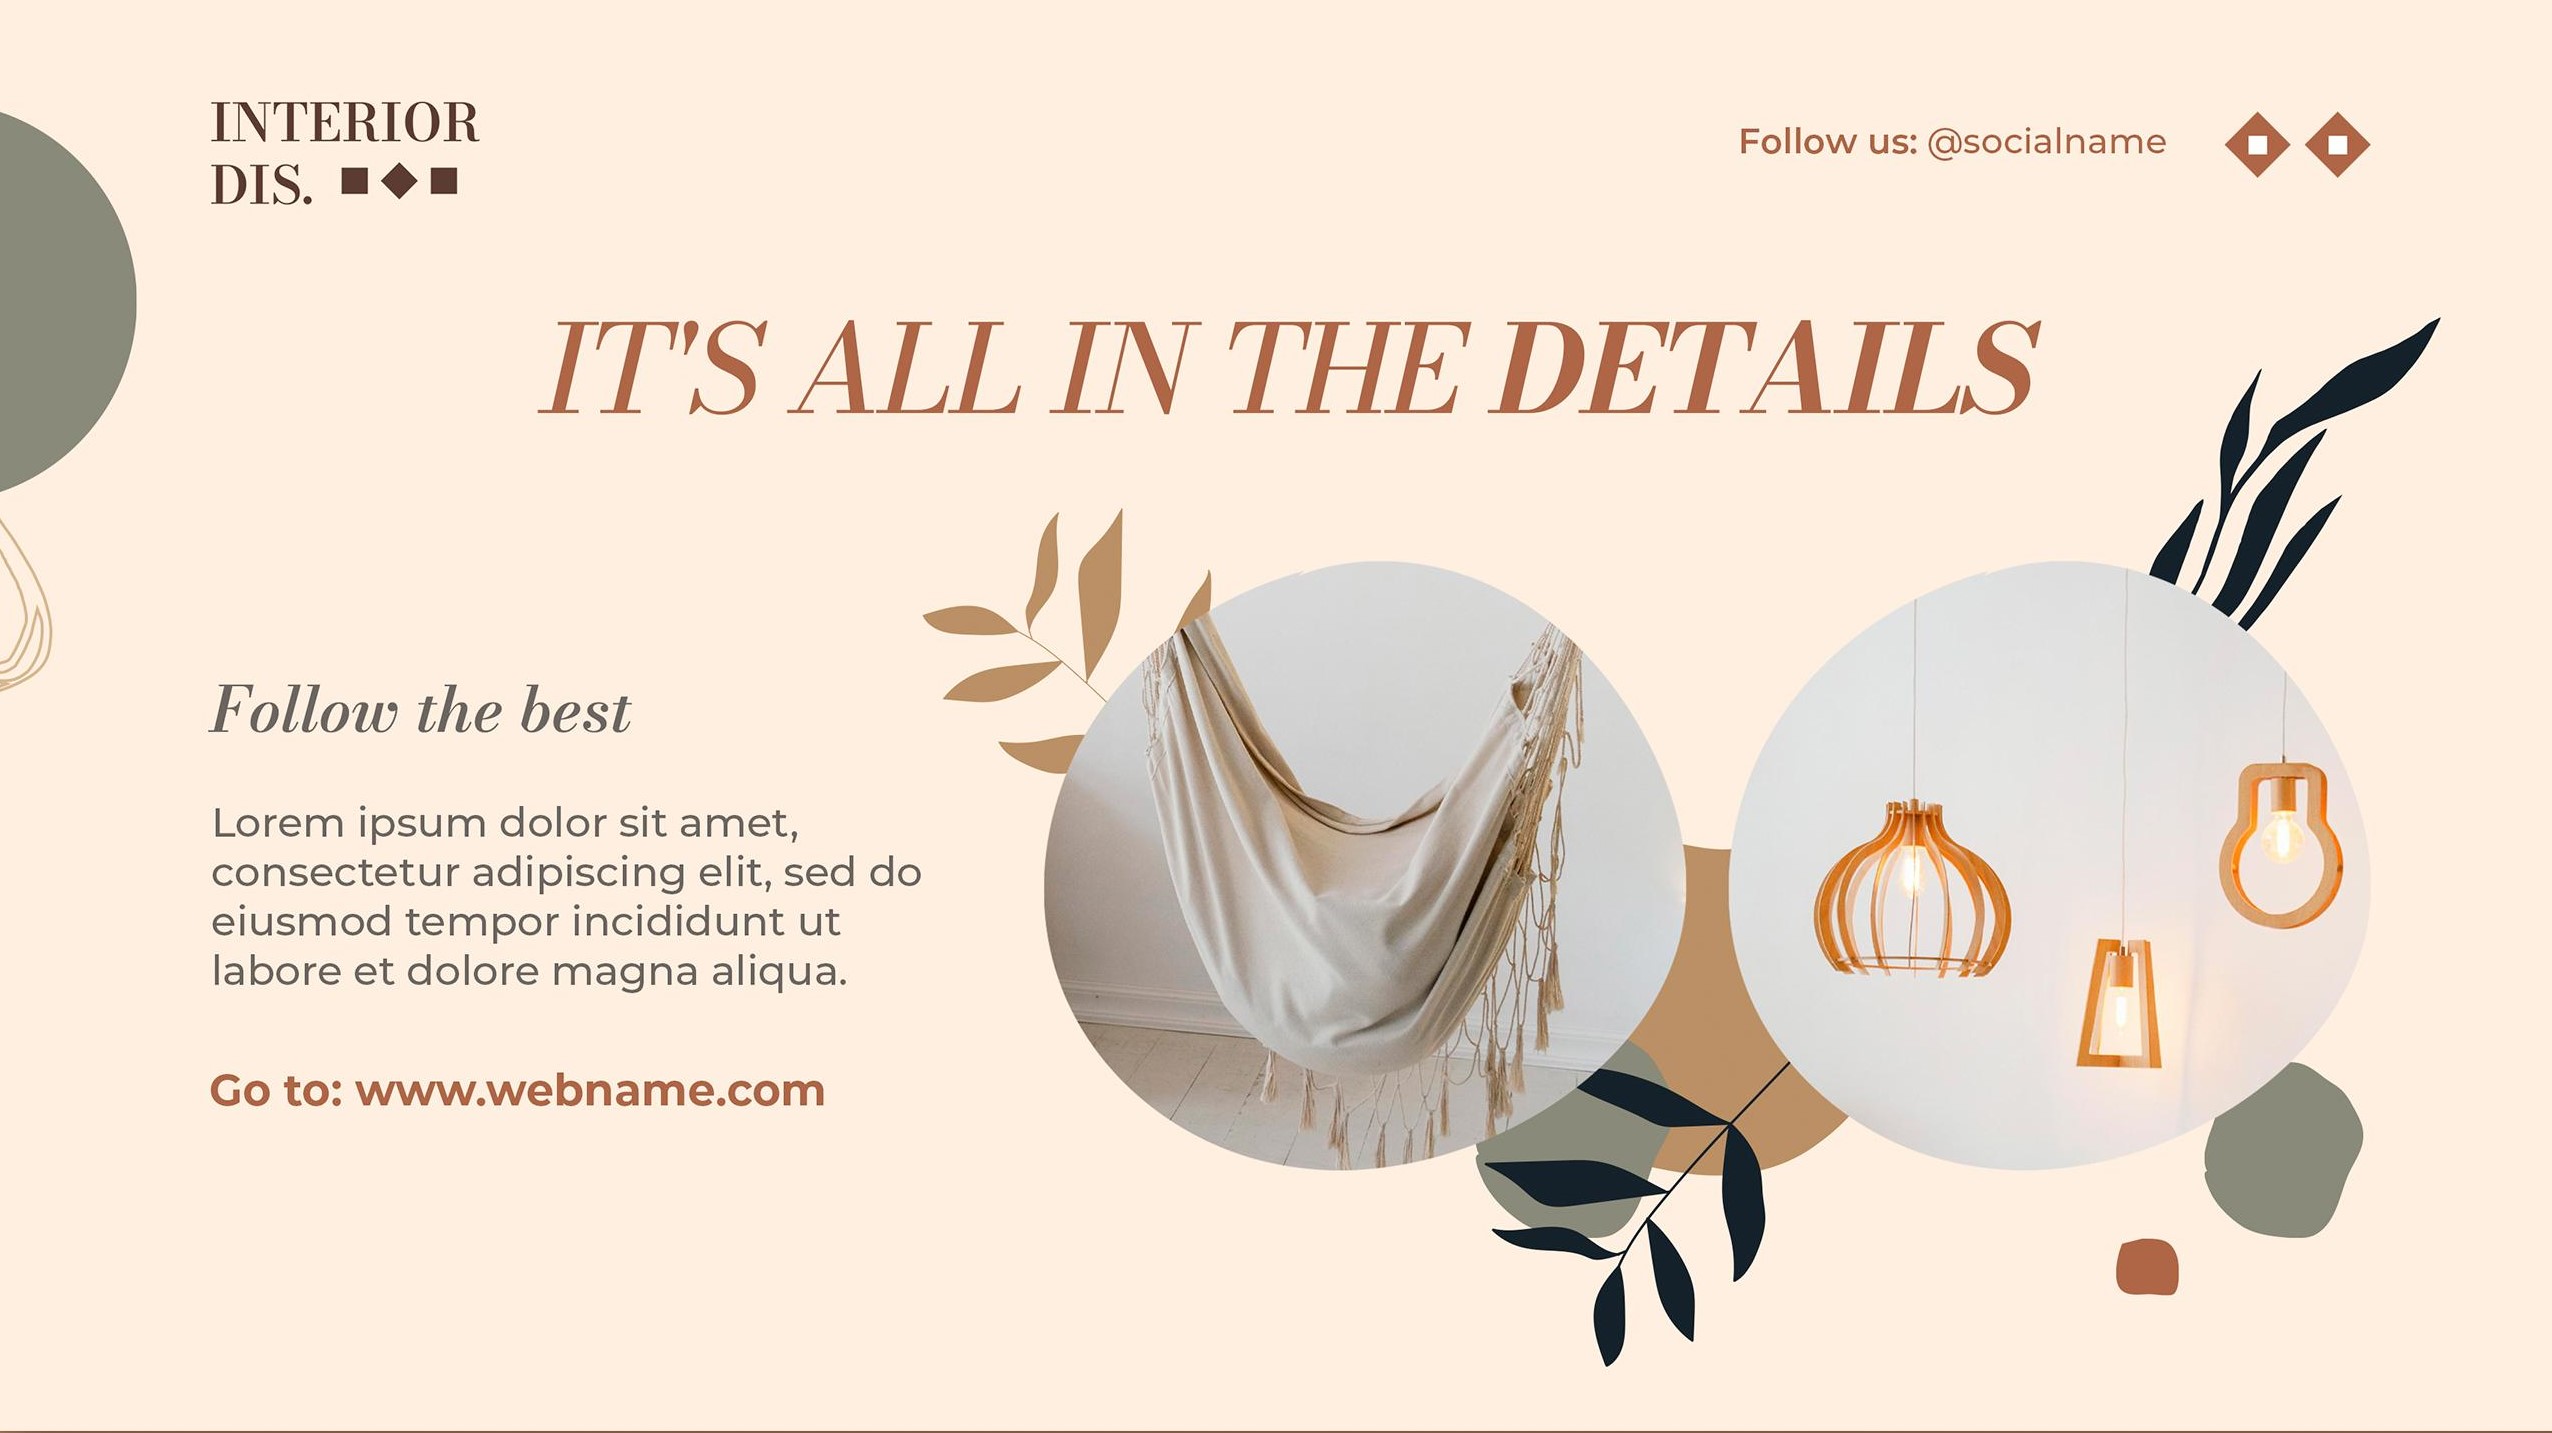 INTERIOR
DIS.
Follow us: @socialname
IT'S ALL IN THE DETAILS
Follow the best
Lorem ipsum dolor sit amet,
consectetur adipiscing elit, sed do
eiusmod tempor incididunt ut
labore et dolore magna aliqua.
Go to: www.webname.com